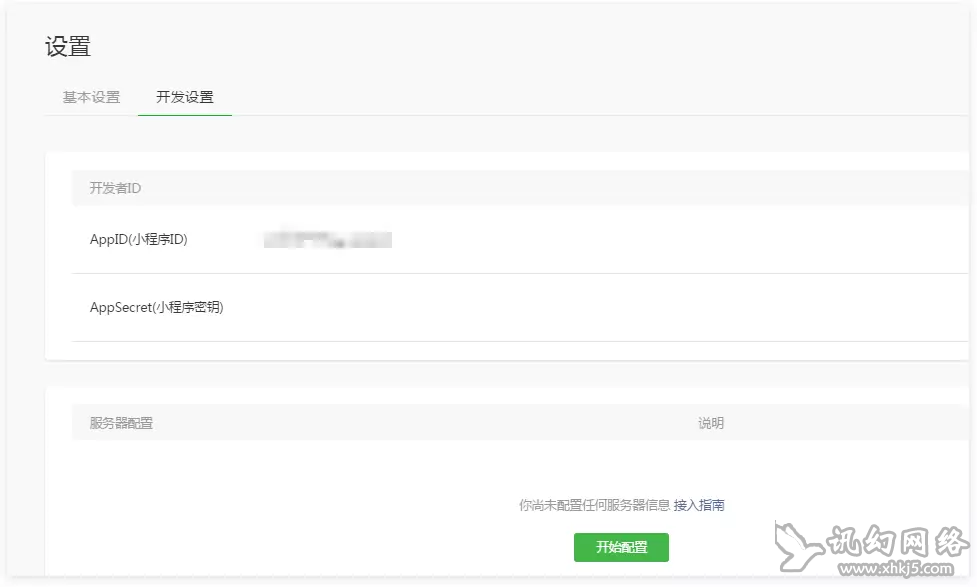 设置
基本设置 开发设置
开发者ID
AppID(小程序ID)
AppSecret(小程序密钥)
服务器配置 说明
你尚未配置任何服务器信息 接入指南
开始配置
讯幻网络
www.xhkj5.com